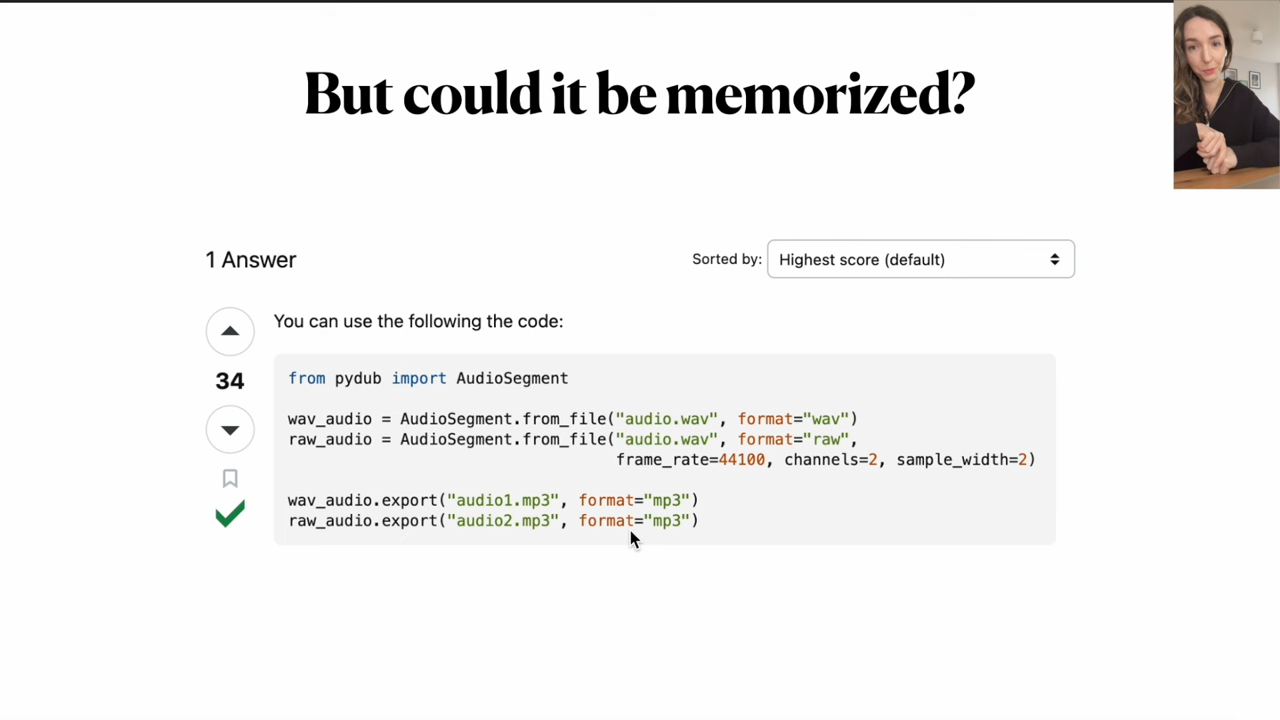 But could it be memorized?
1 Answer
Sorted by:
Highest score (default)
You can use the following the code:
34
from pydub import AudioSegment
wav_audio = AudioSegment.from_file("audio.wav", format="wav")
raw_audio = AudioSegment.from_file("audio.wav", format="raw",
frame_rate=44100, channels=2, sample_width=2)
wav_audio.export("audio1.mp3", format="mp3")
raw_audio.export("audio2.mp3", format="mp3")